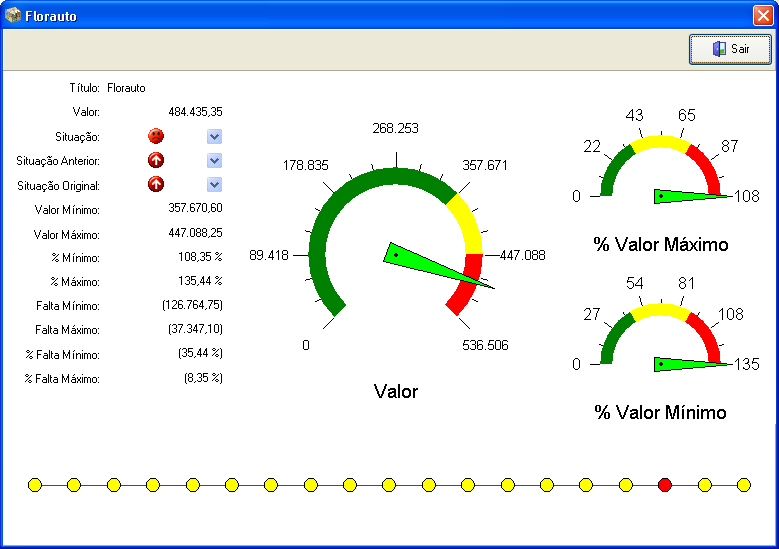 Florauto
Sair
Título: Florauto
Valor: 484.435,35
Situação:
Situação Anterior:
Situação Original:
Valor Mínimo: 357.670,60
Valor Máximo: 447.088,25
% Mínimo: 108,35 %
% Máximo: 135,44 %
Falta Mínimo: (126.764,75)
Falta Máximo: (37.347,10)
% Falta Mínimo: (35,44 %)
% Falta Máximo: (8,35 %)
0
89.418
178.835
268.253
357.671
447.088
536.506
Valor
0
22
43
65
87
108
% Valor Máximo
0
27
54
81
108
135
% Valor Mínimo